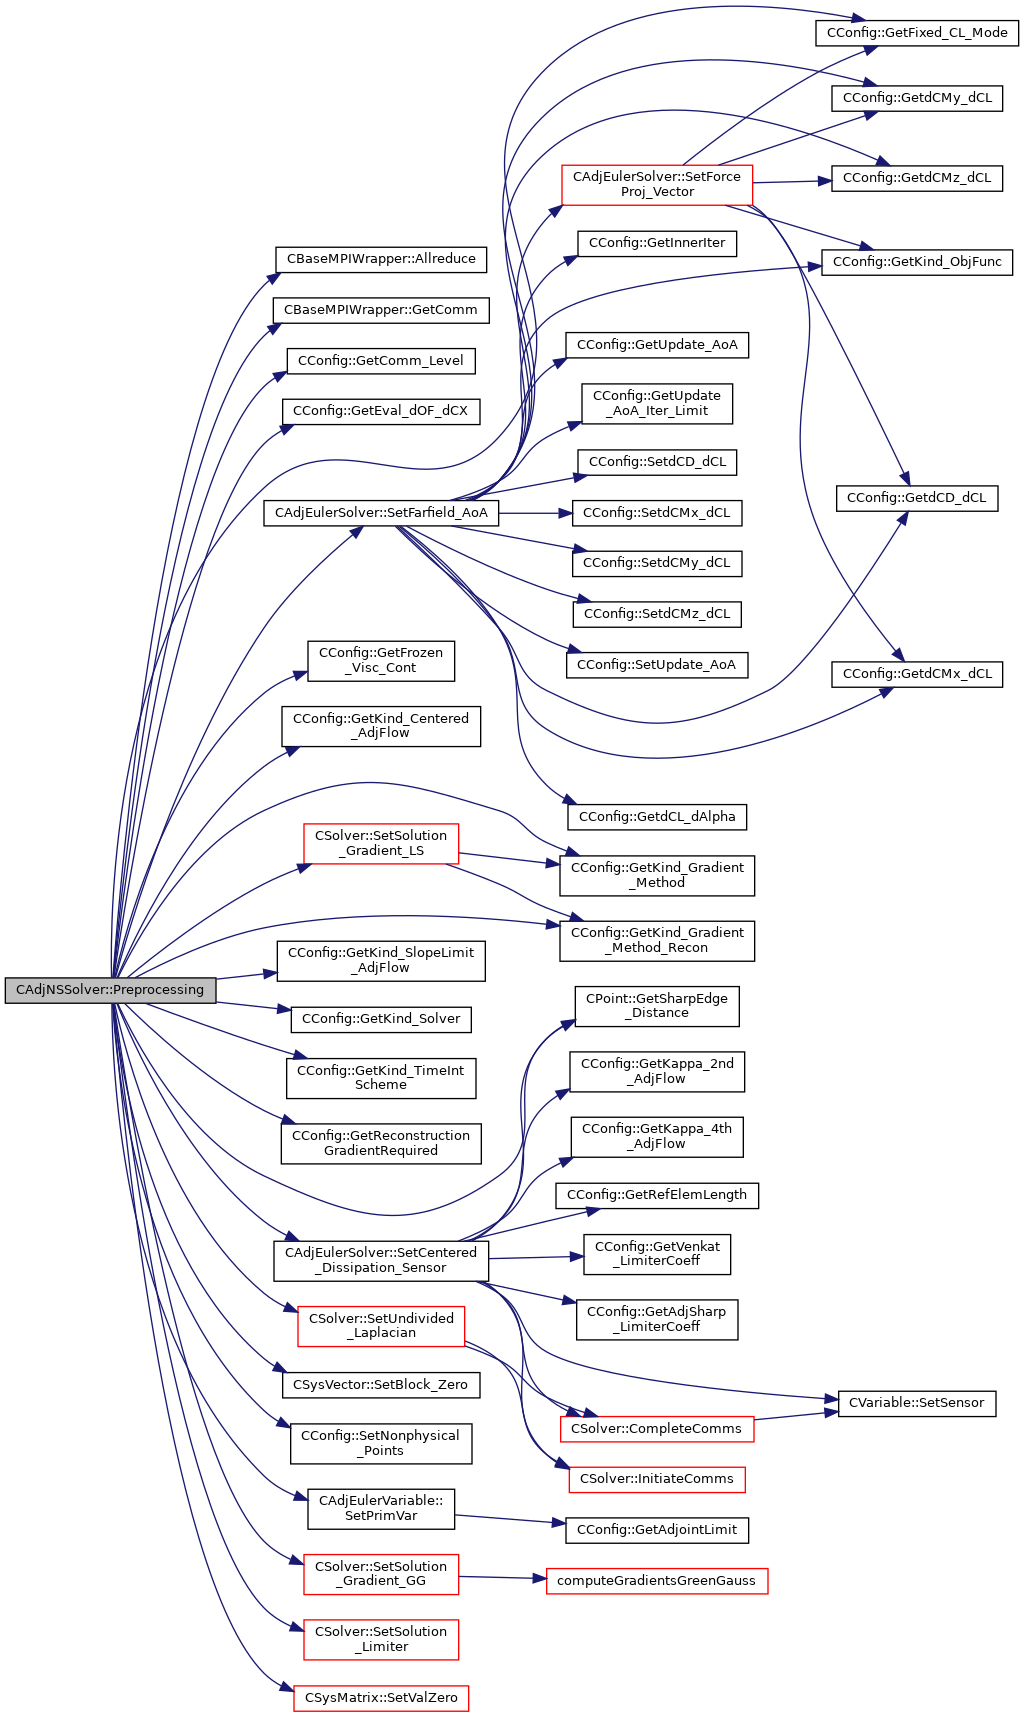 CConfig::GetFixed_CL_Mode
CConfig::GetdCMy_dCL
CAdjEulerSolver::SetForce
Proj_Vector
CConfig::GetdCMz_dCL
CConfig::GetInnerIter
CBaseMPIWrapper::Allreduce
CConfig::GetKind_ObjFunc
CBaseMPIWrapper::GetComm
CConfig::GetUpdate_AoA
CConfig::GetComm_Level
CConfig::GetUpdate
_AoA_Iter_Limit
CConfig::GetEval_dOF_dCX
CConfig::SetdCD_dCL
CConfig::GetdCD_dCL
CAdjEulerSolver::SetFarfield_AoA
CConfig::SetdCMx_dCL
CConfig::SetdCMy_dCL
CConfig::SetdCMz_dCL
CConfig::GetFrozen
_Visc_Cont
CConfig::SetUpdate_AoA
CConfig::GetdCMx_dCL
CConfig::GetKind_Centered
_AdjFlow
CConfig::GetdCL_dAlpha
CSolver::SetSolution
_Gradient_LS
CConfig::GetKind_Gradient
_Method
CConfig::GetKind_Gradient
_Method_Recon
CConfig::GetKind_SlopeLimit
_AdjFlow
CAdjNSSolver::Preprocessing
CPoint::GetSharpEdge
_Distance
CConfig::GetKind_Solver
CConfig::GetKind_TimeInt
Scheme
CConfig::GetKappa_2nd
_AdjFlow
CConfig::GetReconstruction
GradientRequired
CConfig::GetKappa_4th
_AdjFlow
CConfig::GetRefElemLength
CAdjEulerSolver::SetCentered
_Dissipation_Sensor
CConfig::GetVenkat
_LimiterCoeff
CSolver::SetUndivided
_Laplacian
CConfig::GetAdjSharp
_LimiterCoeff
CSysVector::SetBlock_Zero
CVariable::SetSensor
CSolver::CompleteComms
CConfig::SetNonphysical
_Points
CSolver::InitiateComms
CAdjEulerVariable::
SetPrimVar
CConfig::GetAdjointLimit
CSolver::SetSolution
_Gradient_GG
computeGradientsGreenGauss
CSolver::SetSolution
_Limiter
CSysMatrix::SetValZero